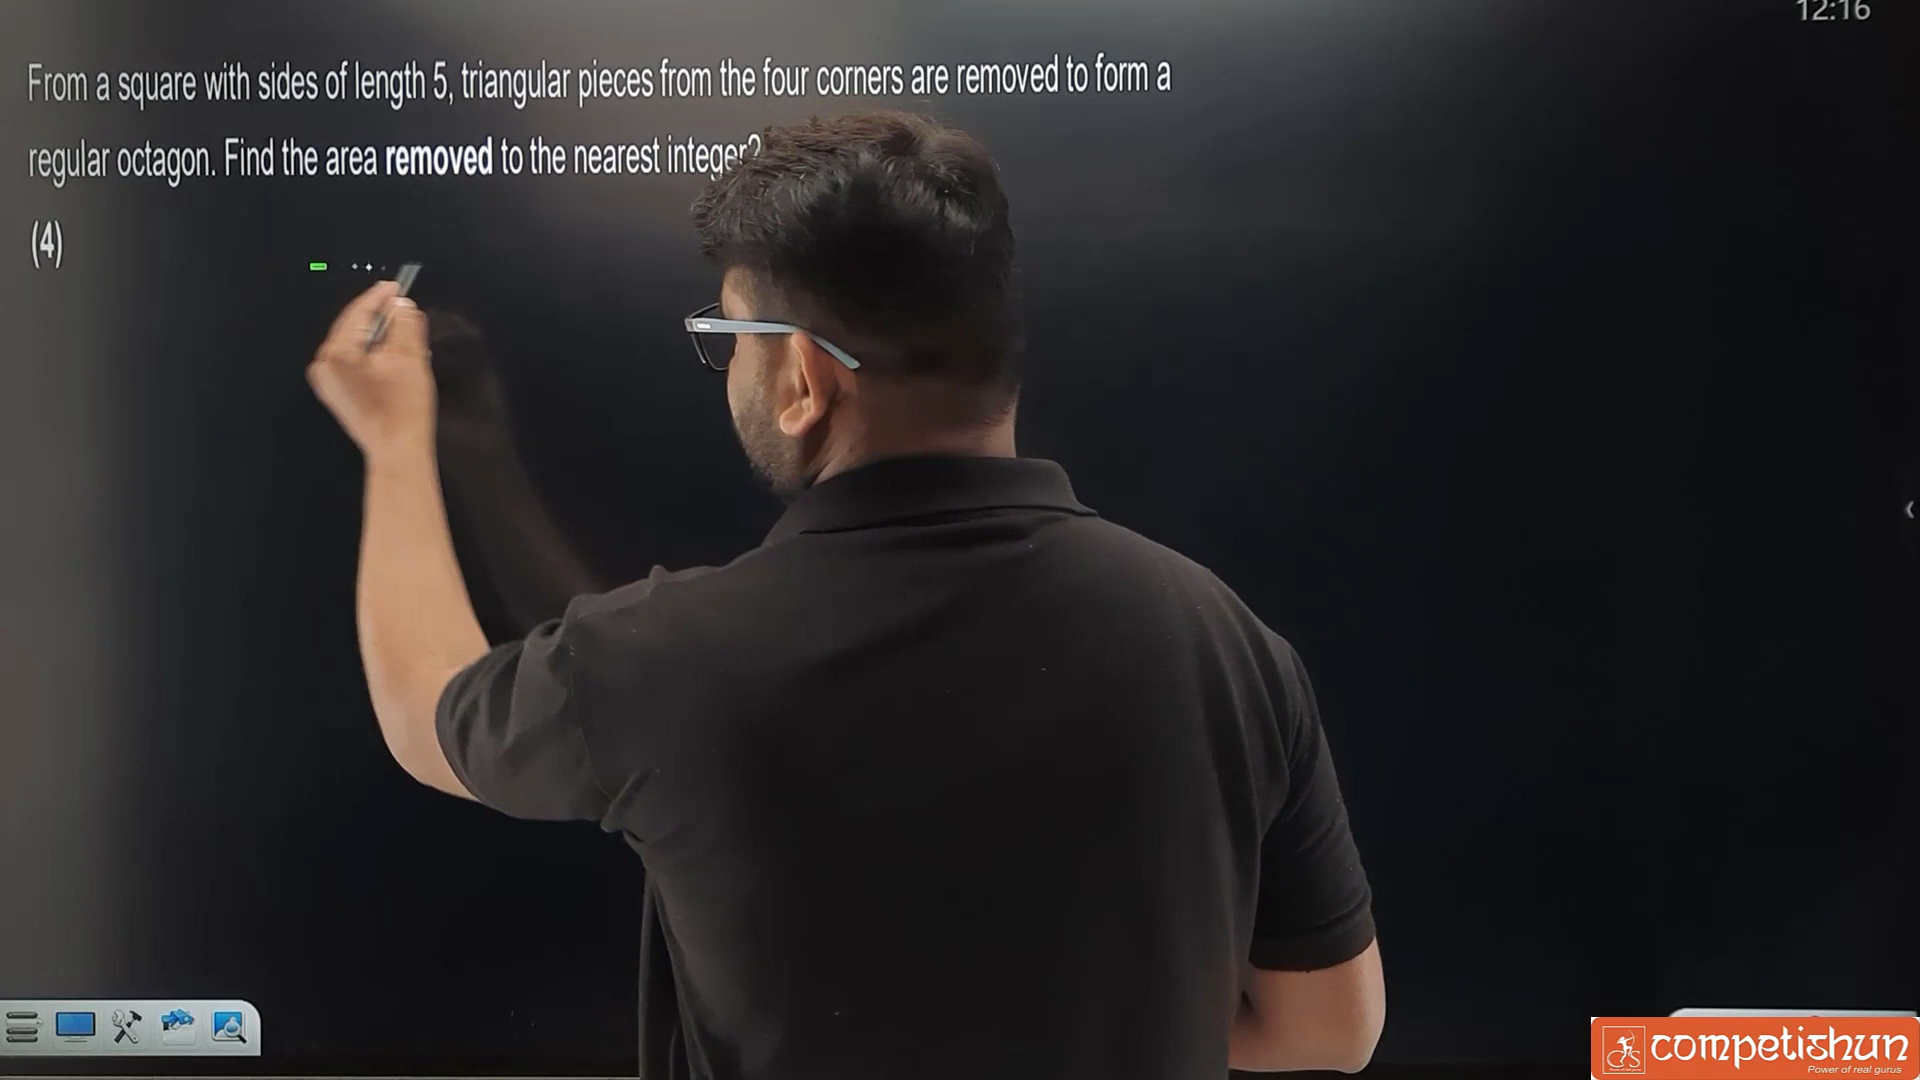 12:16
From a square with sides of length 5, triangular pieces from the four corners are removed to form a
regular octagon. Find the area removed to the nearest integer?
(4)
competishun
Power of real gurus